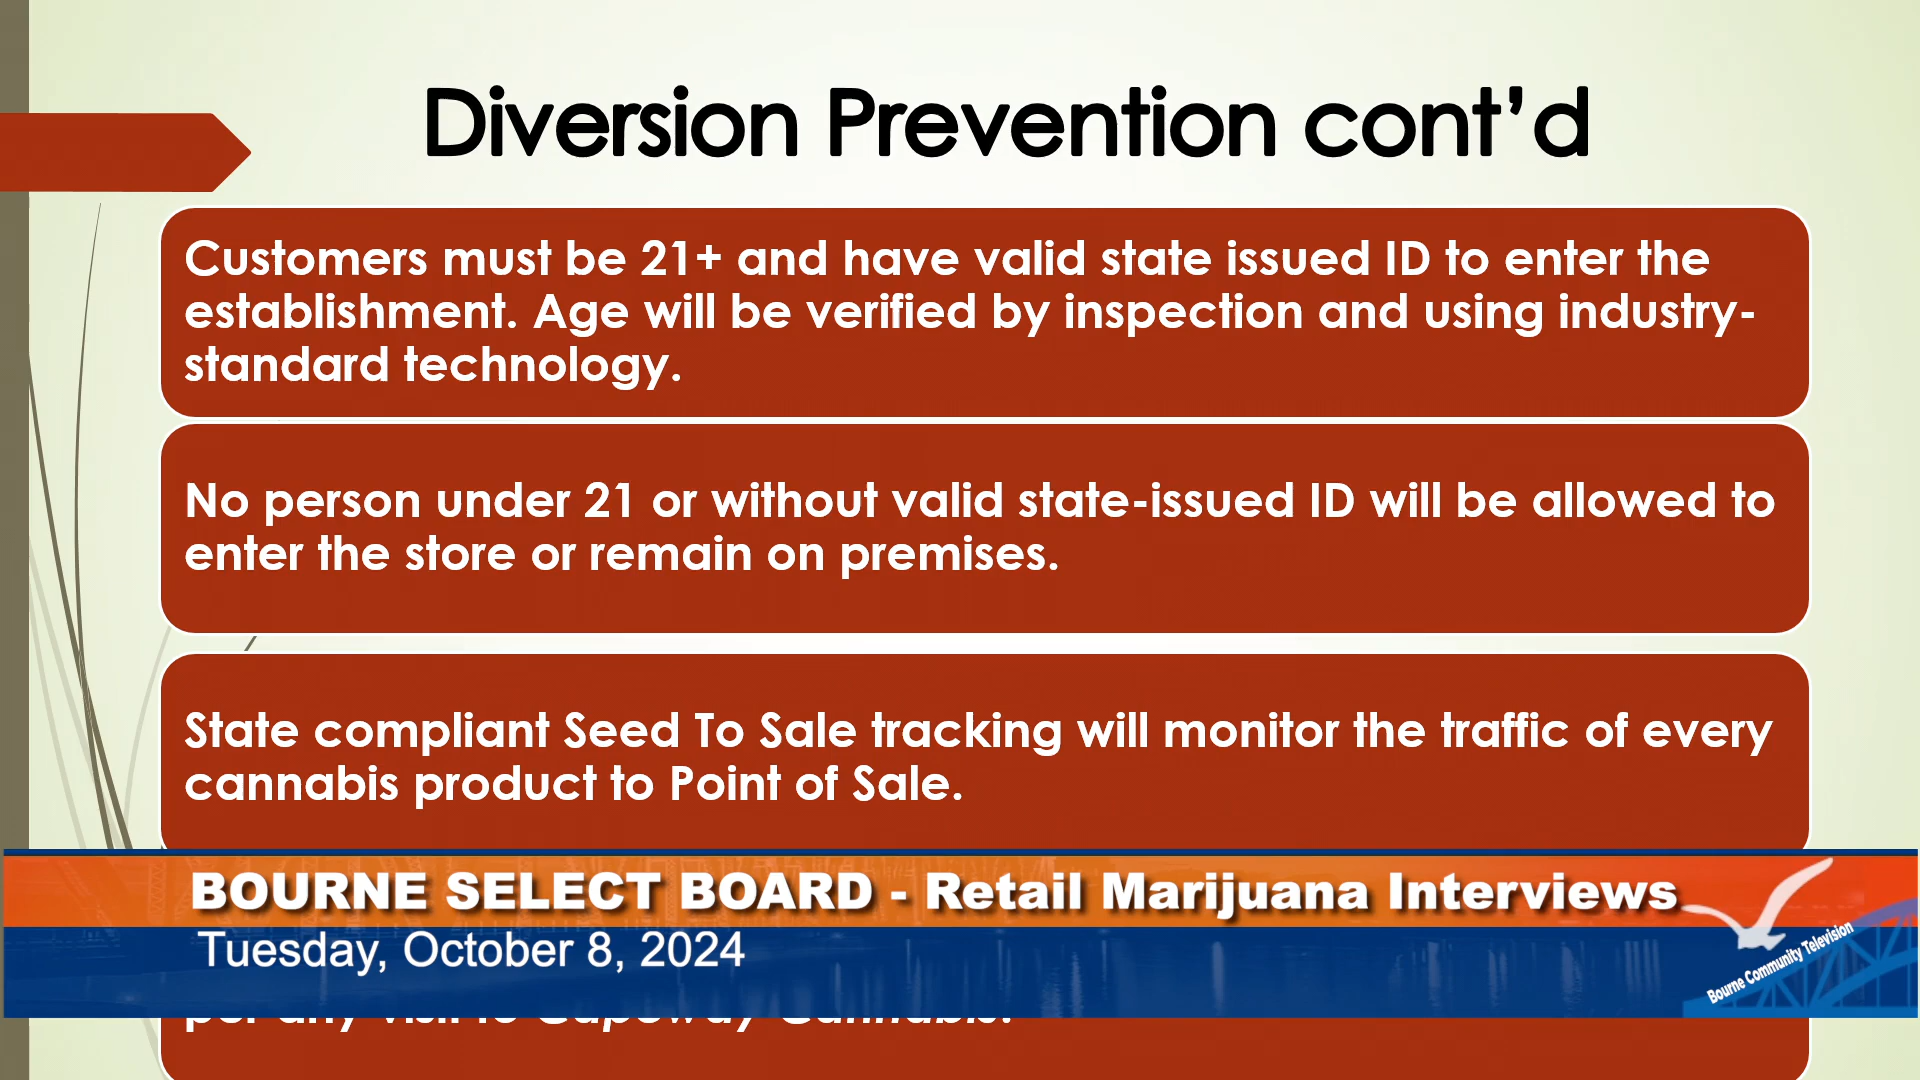 Diversion Prevention cont’d
Customers must be 21+ and have valid state issued ID to enter the
establishment. Age will be verified by inspection and using industry-
standard technology.
No person under 21 or without valid state-issued ID will be allowed to
enter the store or remain on premises.
State compliant Seed To Sale tracking will monitor the traffic of every
cannabis product to Point of Sale.
BOURNE SELECT BOARD - Retail Marijuana Interviews
Tuesday, October 8, 2024
Bourne Community Television